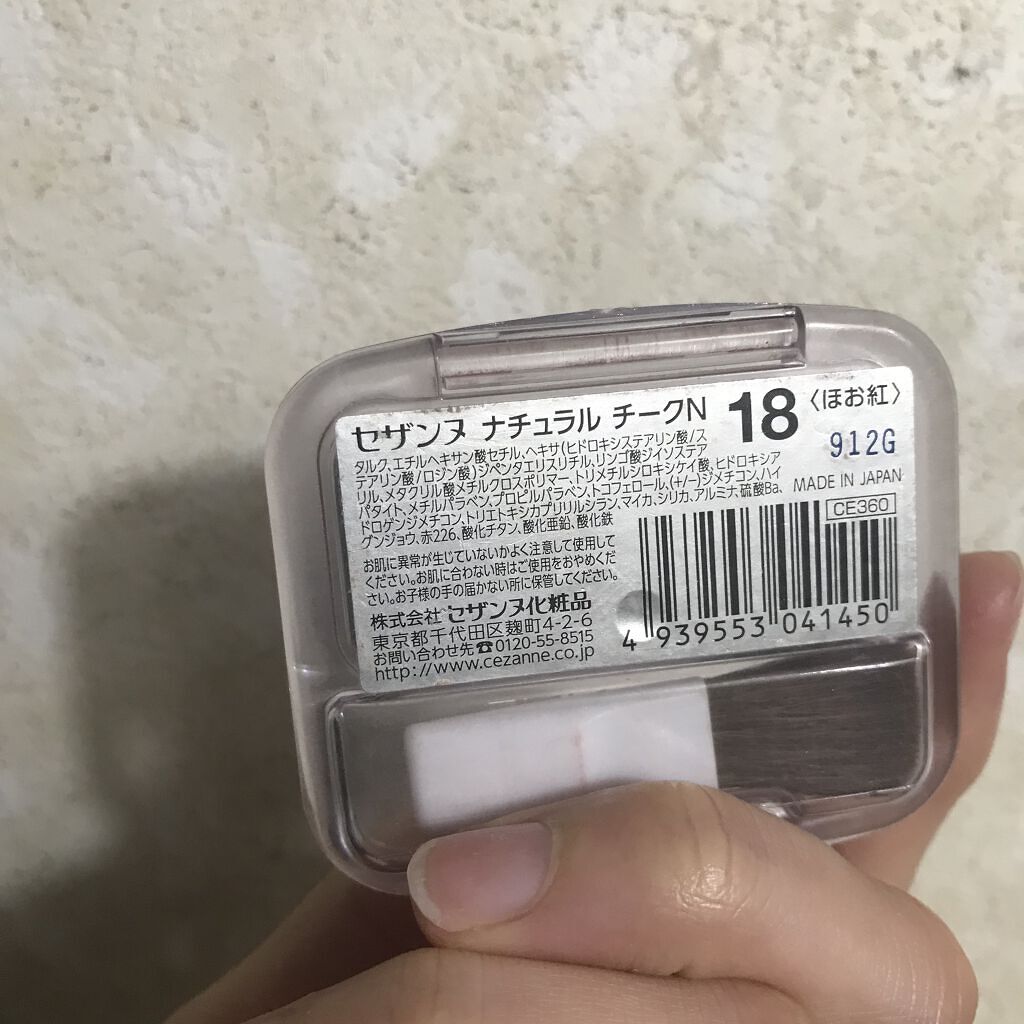 セザンヌ ナチュラル チークN
18
〈ほお紅〉
912G
タルク、エチルヘキサン酸セチル、ヘキサ(ヒドロキシステアリン酸/ス
テアリン酸/ロジン酸)ジペンタエリスリチル、リンゴ酸ジイソステア
リル、メタクリル酸メチルクロスポリマー、トリメチルシロキシケイ酸、ヒドロキシア
パタイト、メチルパラベン、プロピルパラベン、トコフェロール、(+/-)ジメチコン、ハイ
ドロゲンジメチコン、トリエトキシカプリリルシラン、マイカ、シリカ、アルミナ、硫酸Ba、
グンジョウ、赤226、酸化チタン、酸化亜鉛、酸化鉄
MADE IN JAPAN
CE360
お肌に異常が生じていないかよく注意して使用して
ください。お肌に合わない時はご使用をおやめくだ
さい。お子様の手の届かない所に保管してください。
株式会社 セザンヌ化粧品
東京都千代田区麹町4-2-6
お問い合わせ先☎0120-55-8515
http://www.cezanne.co.jp
4 939553 041450